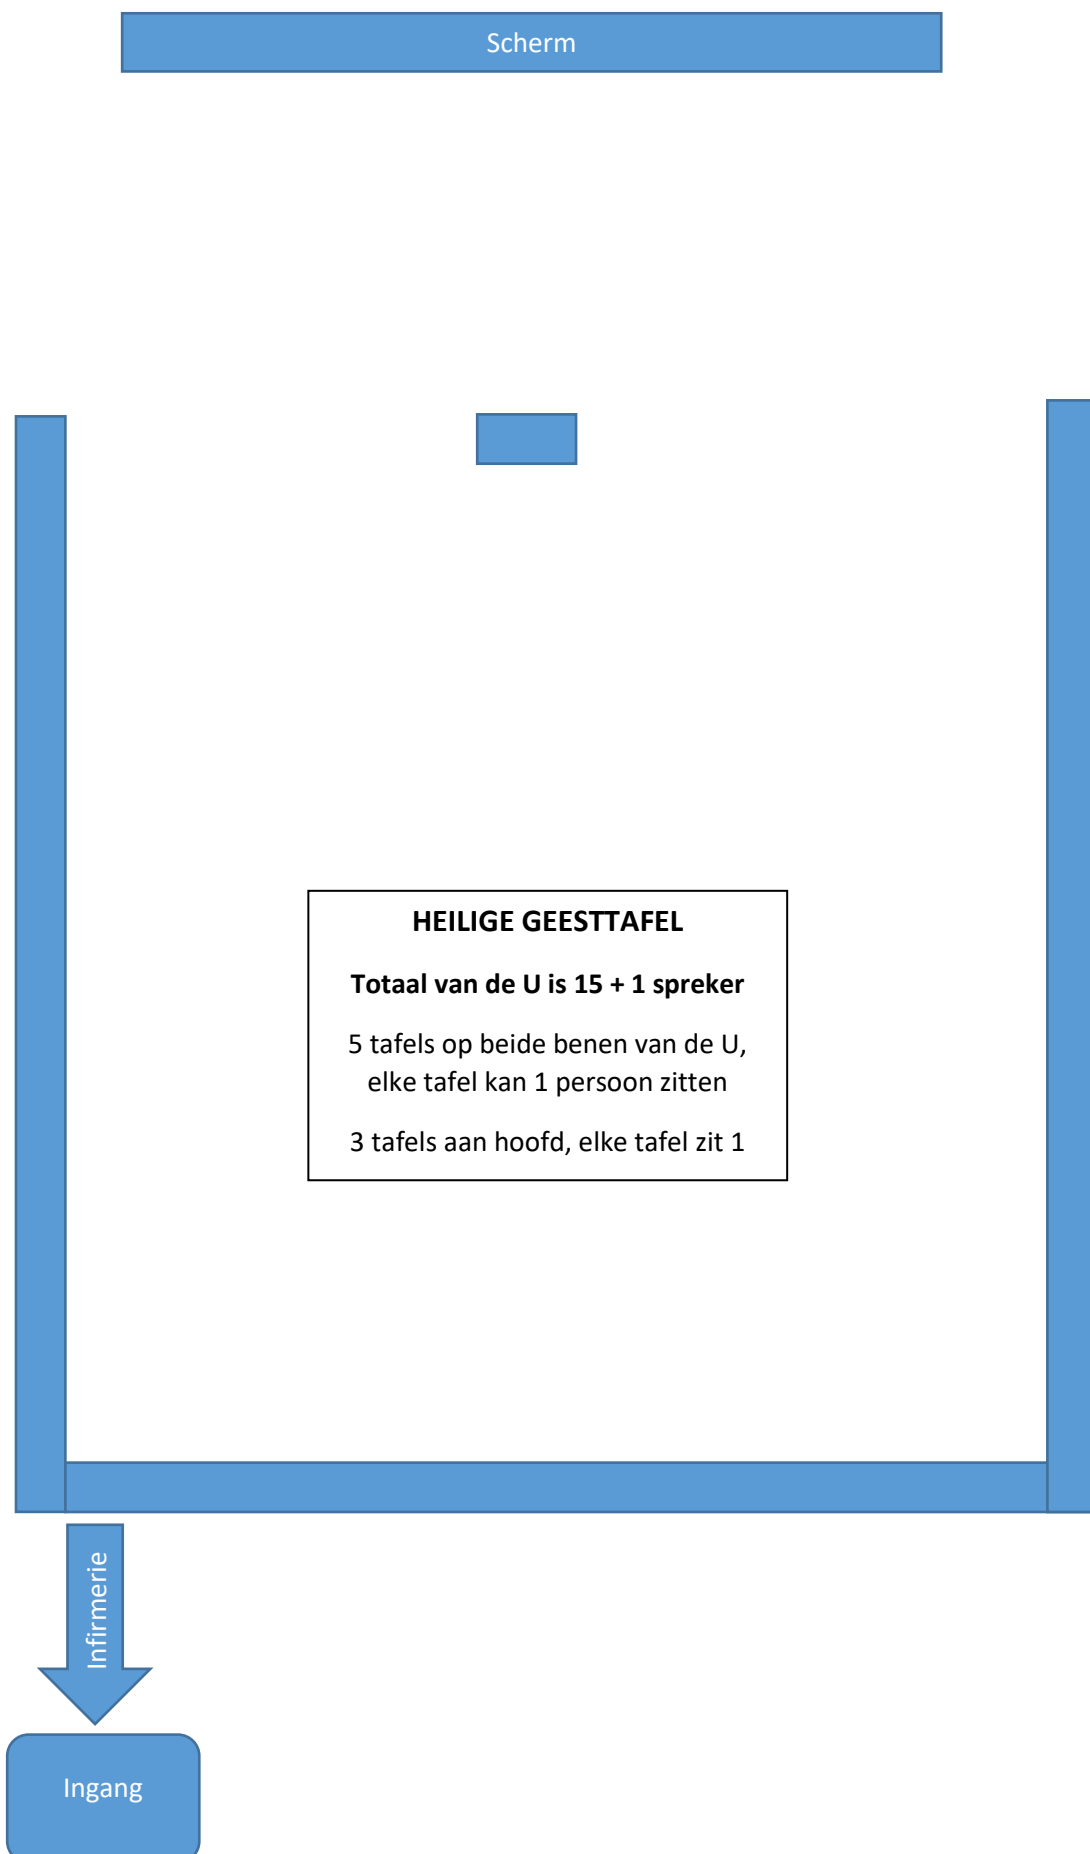 Scherm
HEILIGE GEESTTAFEL
Totaal van de U is 15 + 1 spreker
5 tafels op beide benen van de U,
elke tafel kan 1 persoon zitten
3 tafels aan hoofd, elke tafel zit 1
Infirmerie
Ingang